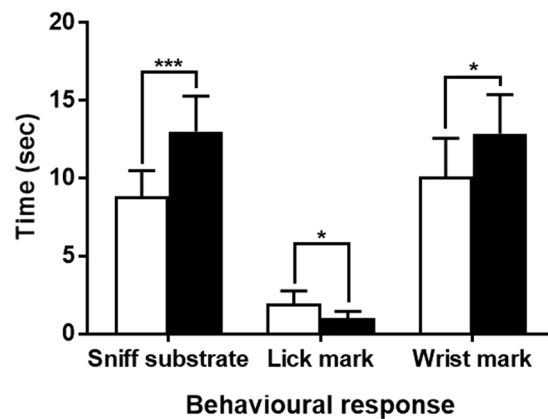 20
***
*
15
Time (sec)
10
*
5
0
Sniff substrate Lick mark Wrist mark
Behavioural response